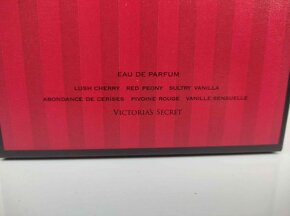 EAU DE PARFUM
LUSH CHERRY RED PEONY SULTRY VANILLA
ABONDANCE DE CERISES PIVOINE ROUGE VANILLE SENSUELLE
VICTORIA'S SECRET